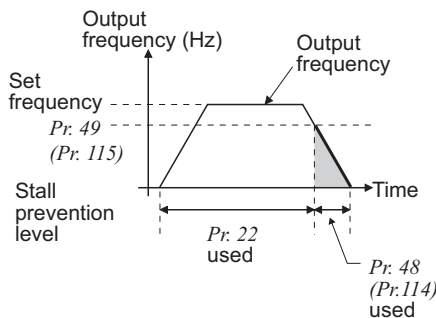 Output
frequency (Hz)
Output
frequency
Set
frequency
Pr. 49
(Pr. 115)
Time
Stall
prevention
level
Pr. 22
used
Pr. 48
(Pr.114)
used